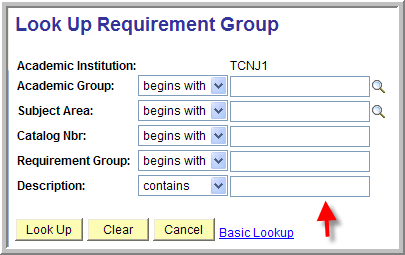 Look Up Requirement Group
Academic Institution: TCNJ1
Academic Group: begins with
Subject Area: begins with
Catalog Nbr: begins with
Requirement Group: begins with
Description: contains
Look Up Clear Cancel Basic Lookup